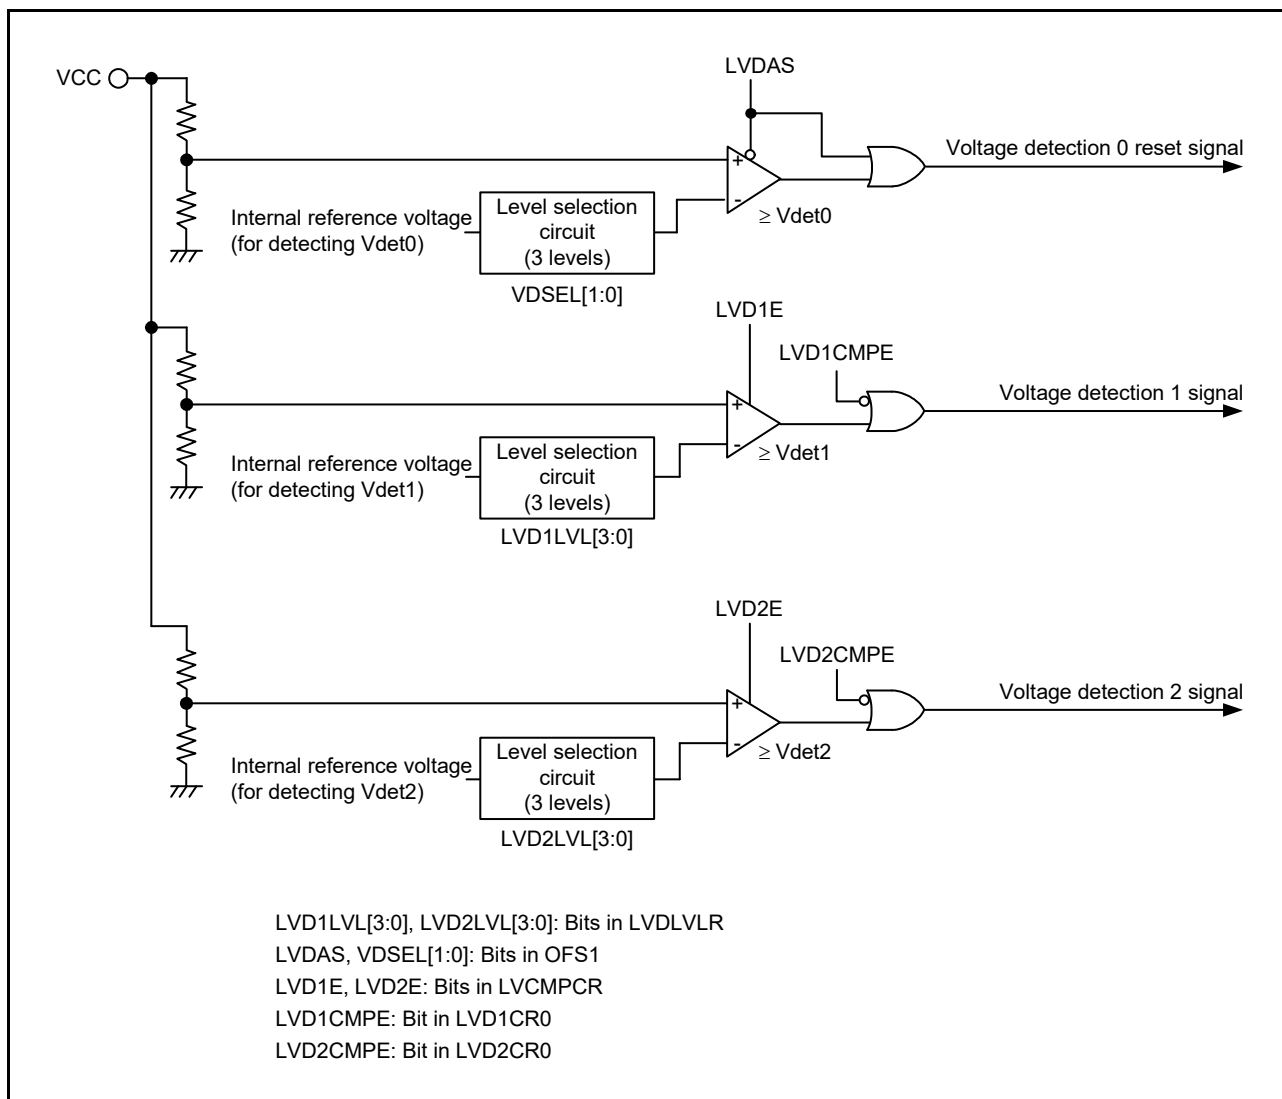 LVDAS
VCC
Voltage detection 0 reset signal
+
-
Internal reference voltage
(for detecting Vdet0)
Level selection
circuit
(3 levels)
≥ Vdet0
VDSEL[1:0]
LVD1E
LVD1CMPE
Voltage detection 1 signal
+
-
Internal reference voltage
(for detecting Vdet1)
Level selection
circuit
(3 levels)
≥ Vdet1
LVD1LVL[3:0]
LVD2E
LVD2CMPE
Voltage detection 2 signal
+
-
Internal reference voltage
(for detecting Vdet2)
Level selection
circuit
(3 levels)
≥ Vdet2
LVD2LVL[3:0]
LVD1LVL[3:0], LVD2LVL[3:0]: Bits in LVDLVLR
LVDAS, VDSEL[1:0]: Bits in OFS1
LVD1E, LVD2E: Bits in LVCMPCR
LVD1CMPE: Bit in LVD1CR0
LVD2CMPE: Bit in LVD2CR0